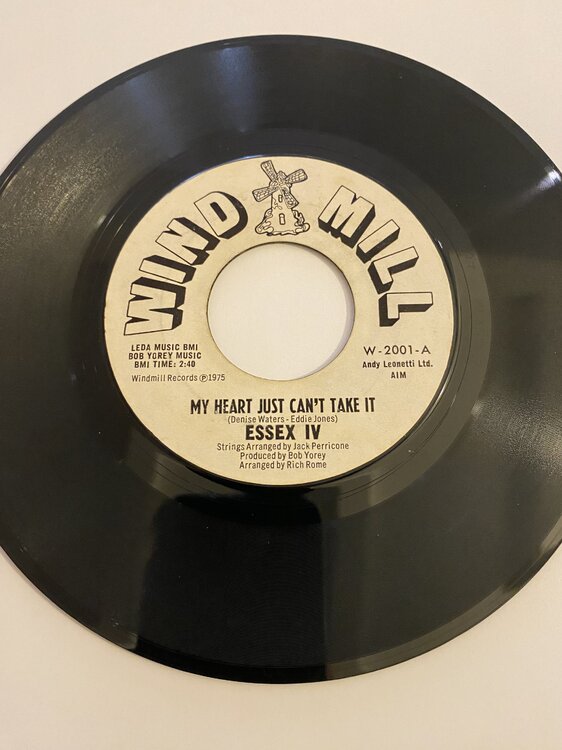 WIND MILL
LEDA MUSIC BMI
BOB YOREY MUSIC
BMI TIME: 2:40
Windmill Records Ⓟ1975
W-2001-A
Andy Leonetti Ltd.
AIM
MY HEART JUST CAN'T TAKE IT
(Denise Waters - Eddie Jones)
ESSEX IV
Strings Arranged by Jack Perricone
Produced by Bob Yorey
Arranged by Rich Rome